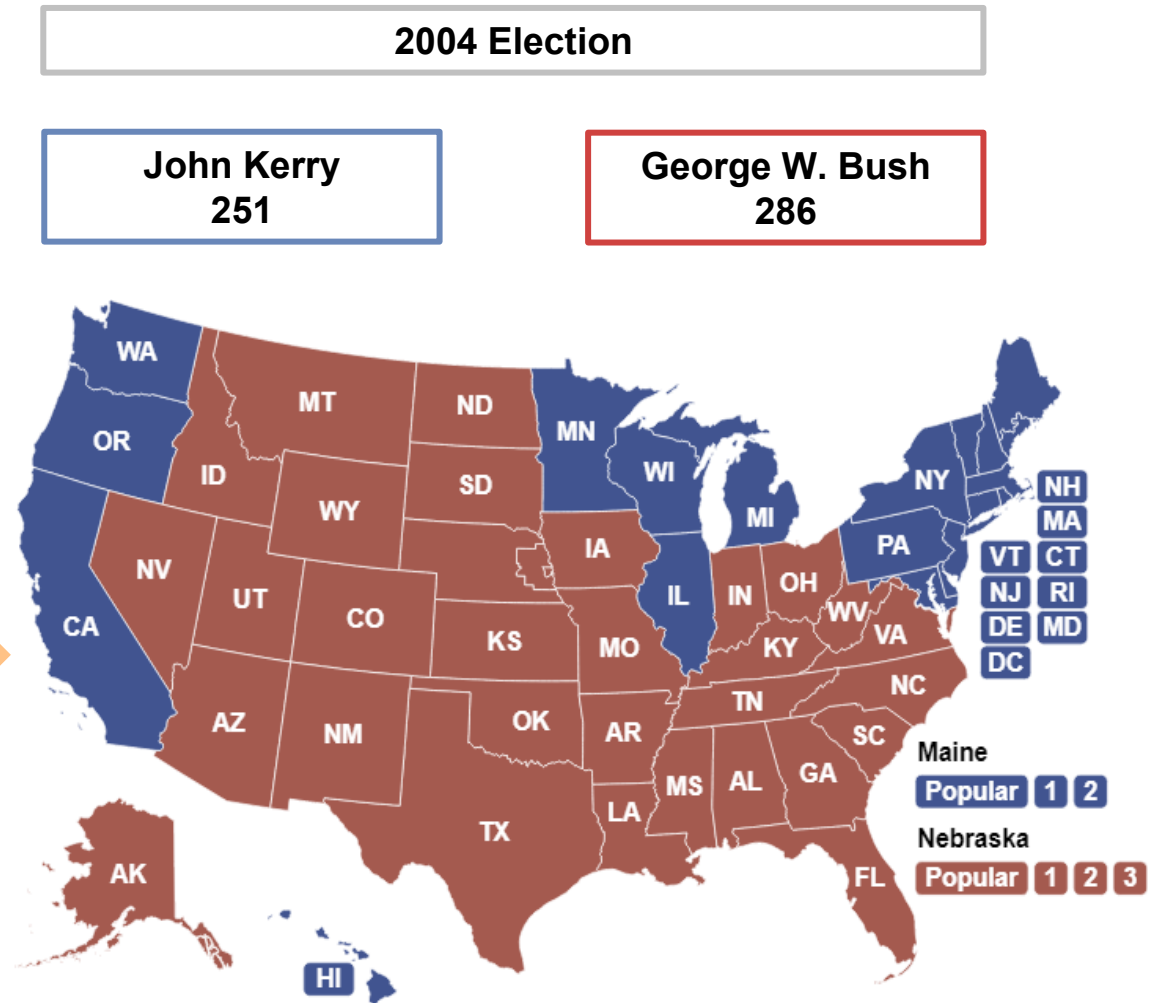 2004 Election
John Kerry
251
George W. Bush
286
WA
MT
ND
MN
OR
ID
SD
WI
NY
NH
WY
MI
MA
IA
PA
VT CT
NV
UT
CO
IL
IN
OH
NJ RI
WV
CA
KS
MO
KY
VA
DE MD
DC
NC
TN
AZ
NM
OK
AR
SC
Maine
MS
AL
GA
Popular 1 2
LA
TX
Nebraska
AK
FL
Popular 1 2 3
HI